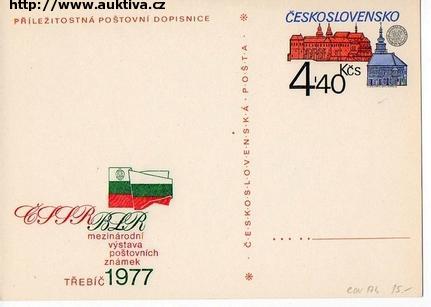 http://www.auktiva.cz
PŘÍLEŽITOSTNÁ POŠTOVNÍ DOPISNICE
ČESKOSLOVENSKO
4'40 Kčs
ČESKOSLOVENSKÁ POŠTA
ČSSR BLR
mezinárodní
výstava
poštovních
známek
TŘEBÍČ 1977
15.-